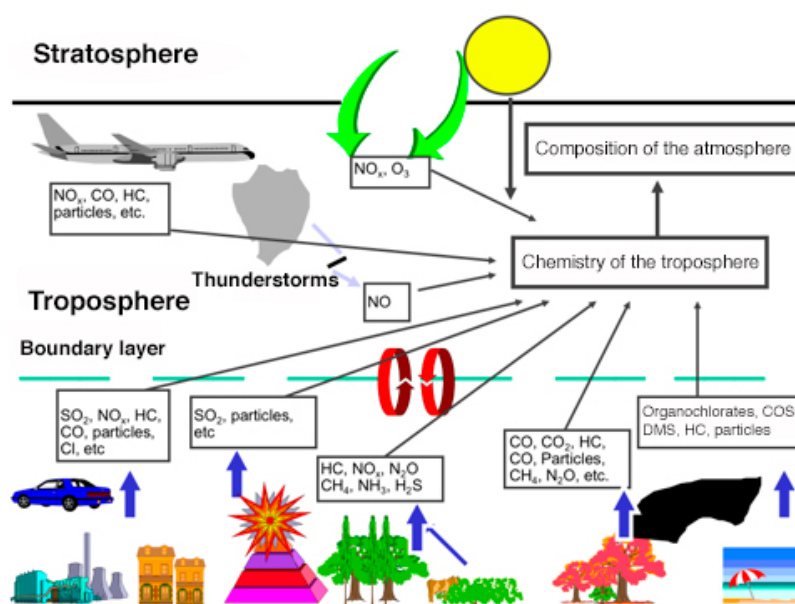 Stratosphere
NOₓ, O₃
Composition of the atmosphere
NOₓ, CO, HC,
particles, etc.
Chemistry of the troposphere
Thunderstorms
NO
Troposphere
Boundary layer
SO₂, NOₓ, HC,
CO, particles,
Cl, etc
SO₂, particles,
etc
HC, NOₓ, N₂O
CH₄, NH₃, H₂S
CO, CO₂, HC,
CO, Particles,
CH₄, N₂O, etc.
Organochlorates, COS
DMS, HC, particles